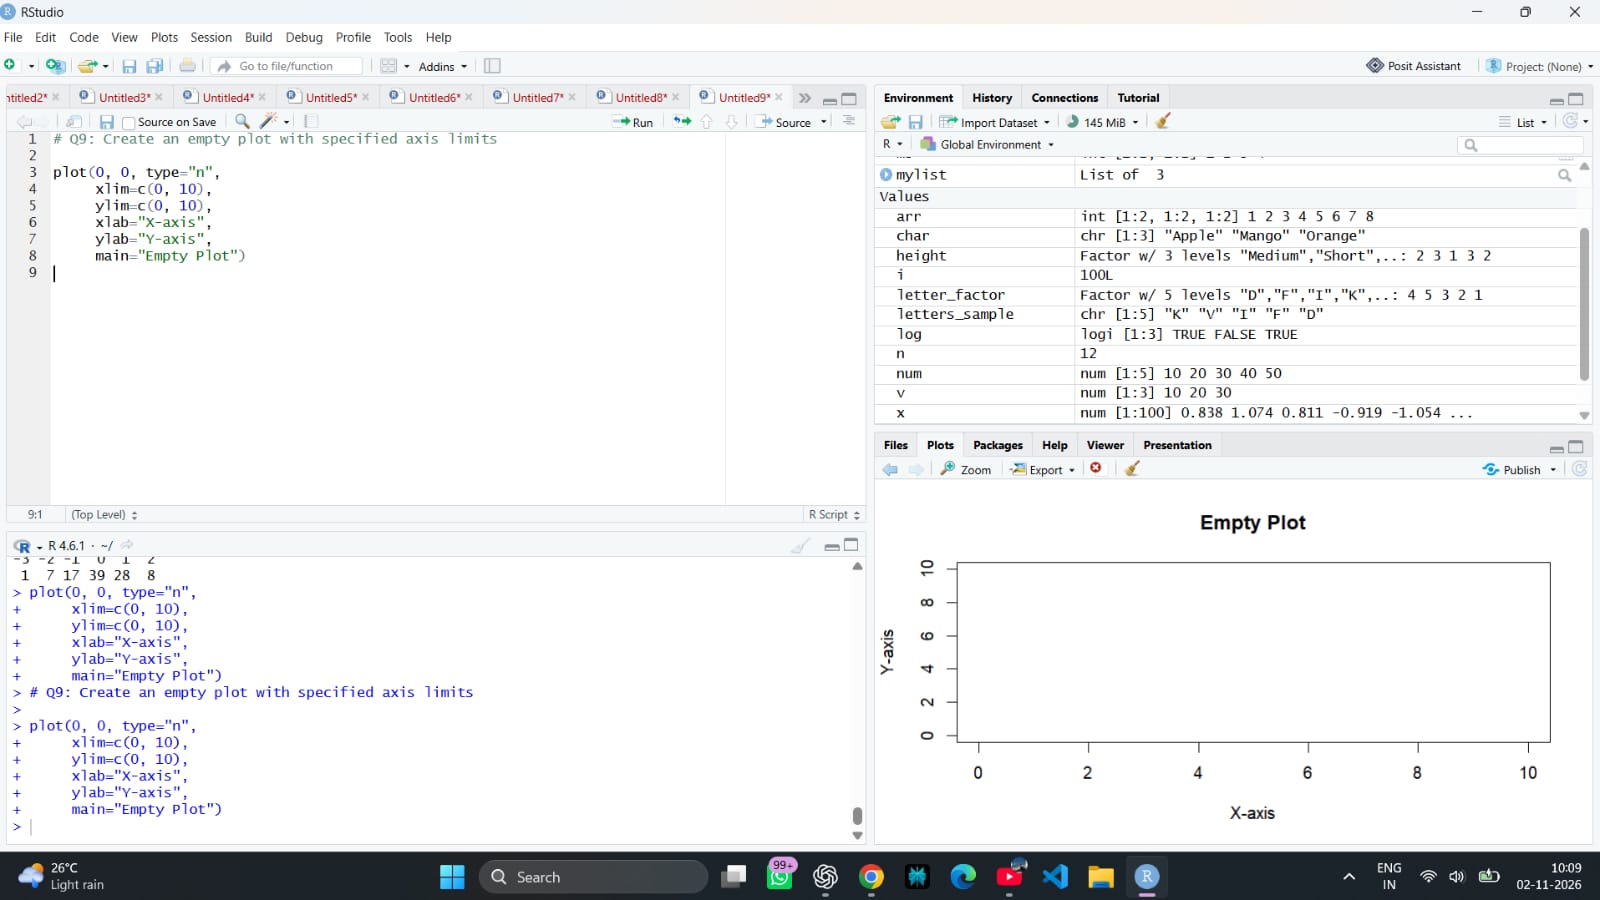 RStudio
File Edit Code View Plots Session Build Debug Profile Tools Help
Go to file/function Addins Posit Assistant Project: (None)
ntitled2* Untitled3* Untitled4* Untitled5* Untitled6* Untitled7* Untitled8* Untitled9*
Source on Save Run Source
1 # Q9: Create an empty plot with specified axis limits
2
3 plot(0, 0, type="n",
4 xlim=c(0, 10),
5 ylim=c(0, 10),
6 xlab="X-axis",
7 ylab="Y-axis",
8 main="Empty Plot")
9
9:1 (Top Level) R Script
R 4.6.1 · ~/
-3 -2 -1 0 1 2
1 7 17 39 28 8
> plot(0, 0, type="n",
+ xlim=c(0, 10),
+ ylim=c(0, 10),
+ xlab="X-axis",
+ ylab="Y-axis",
+ main="Empty Plot")
> # Q9: Create an empty plot with specified axis limits
>
> plot(0, 0, type="n",
+ xlim=c(0, 10),
+ ylim=c(0, 10),
+ xlab="X-axis",
+ ylab="Y-axis",
+ main="Empty Plot")
>
Environment History Connections Tutorial
Import Dataset 145 MiB List
R Global Environment
mylist List of 3
Values
arr int [1:2, 1:2, 1:2] 1 2 3 4 5 6 7 8
char chr [1:3] "Apple" "Mango" "Orange"
height Factor w/ 3 levels "Medium","Short",..: 2 3 1 3 2
i 100L
letter_factor Factor w/ 5 levels "D","F","I","K",..: 4 5 3 2 1
letters_sample chr [1:5] "K" "V" "I" "F" "D"
log logi [1:3] TRUE FALSE TRUE
n 12
num num [1:5] 10 20 30 40 50
v num [1:3] 10 20 30
x num [1:100] 0.838 1.074 0.811 -0.919 -1.054 ...
Files Plots Packages Help Viewer Presentation
Zoom Export Publish
Empty Plot
Y-axis
10
8
6
4
2
0
0 2 4 6 8 10
X-axis
26°C
Light rain
Search
99+
ENG
IN
10:09
02-11-2026